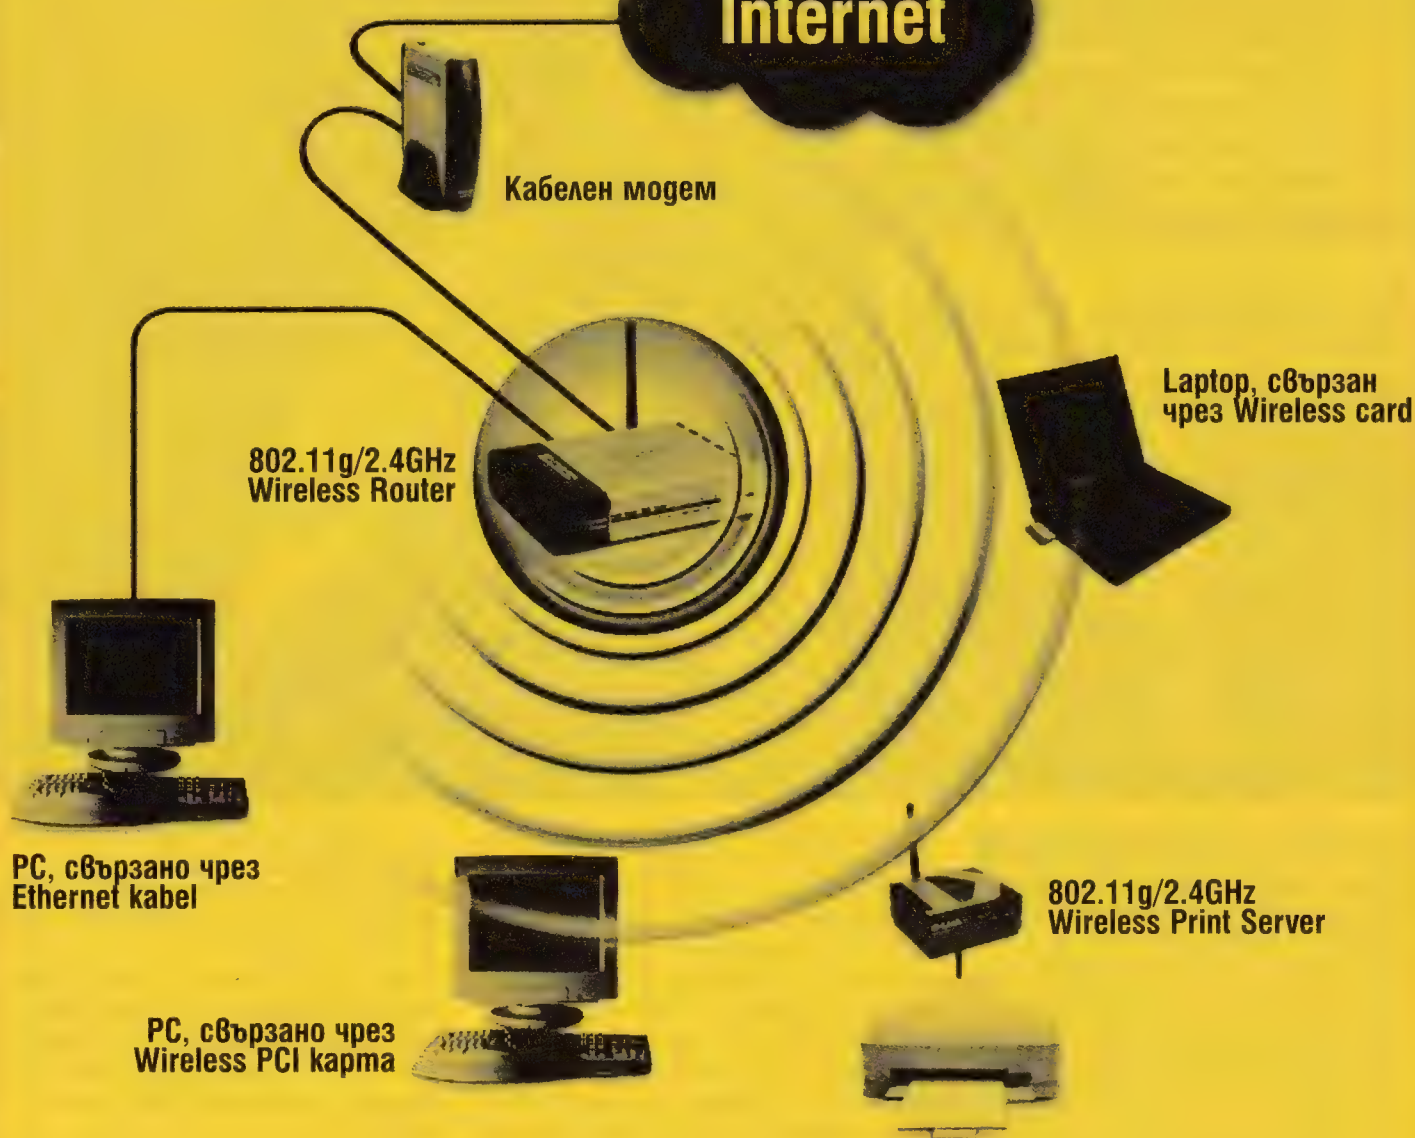 Internet
Кабелен модем
Laptop, свързан
чрез Wireless card
802.11g/2.4GHz
Wireless Router
PC, свързано чрез
Ethernet kabel
802.11g/2.4GHz
Wireless Print Server
PC, свързано чрез
Wireless PCI карта